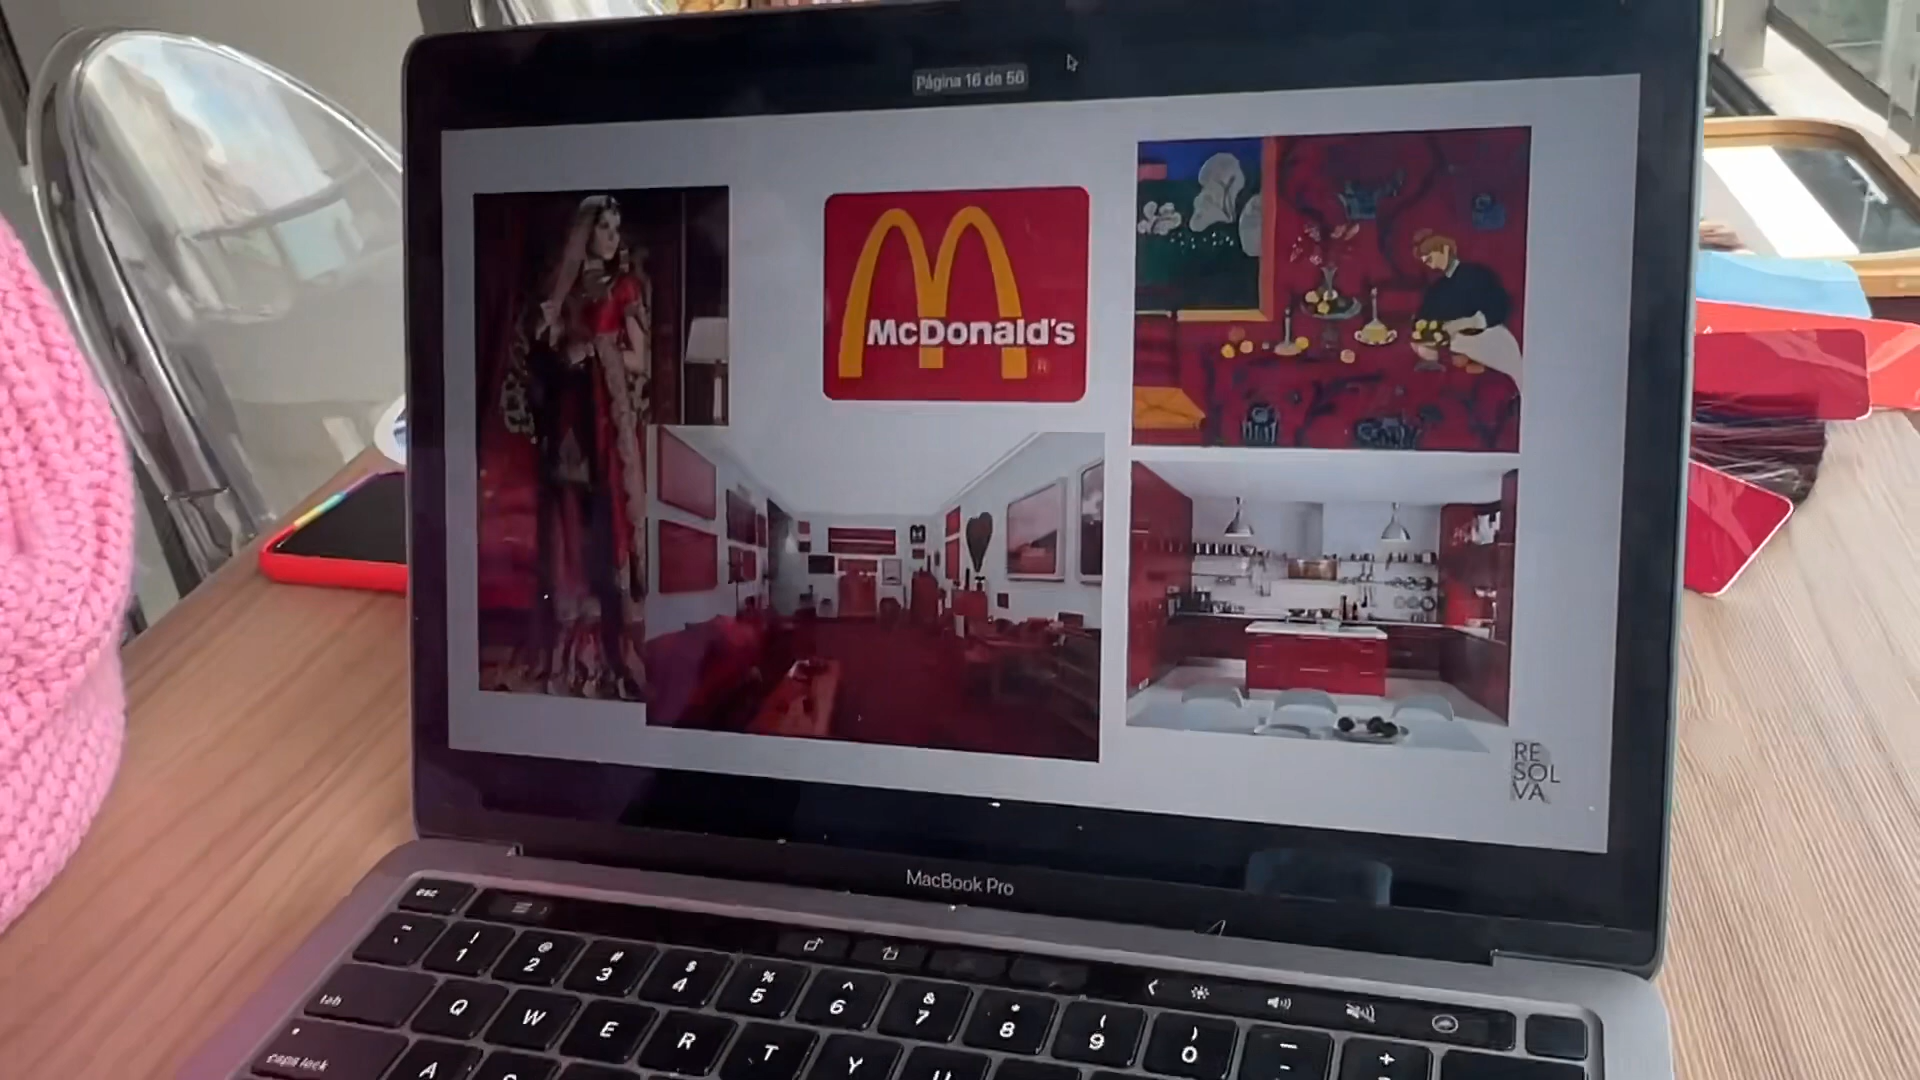 Página 16 de 56
McDonald's
®
RE
SOL
VA
MacBook Pro
esc
~ `
! 1
@ 2
# 3
$ 4
% 5
^ 6
& 7
* 8
( 9
) 0
— -
+
tab
Q W E R T Y
caps lock
A